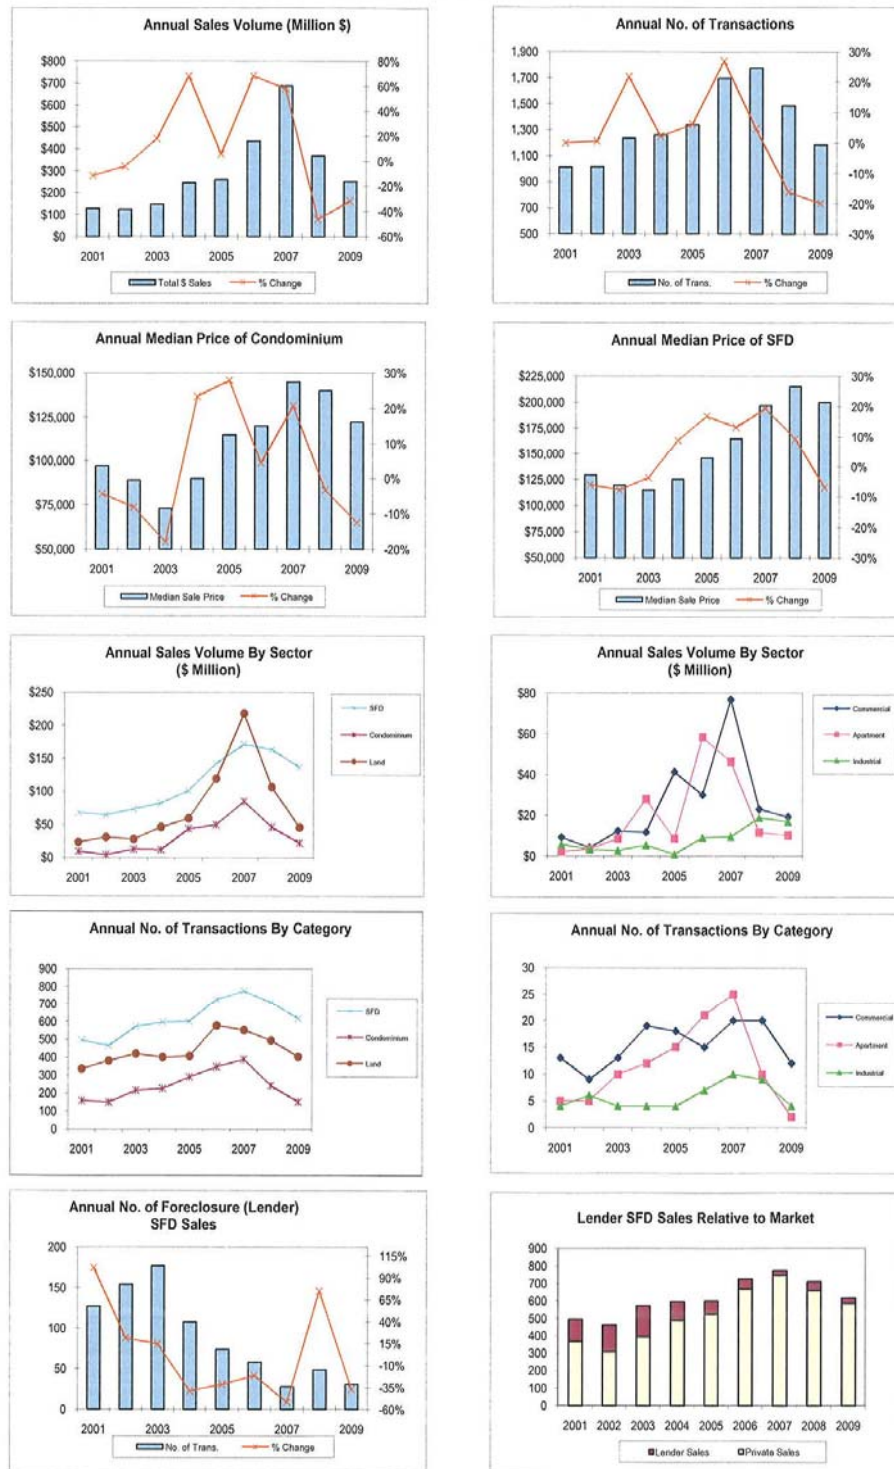 Annual Sales Volume (Million $)
$800
$700
$600
$500
$400
$300
$200
$100
$0
80%
60%
40%
20%
0%
-20%
-40%
-60%
2001 2003 2005 2007 2009
Total $ Sales % Change
Annual No. of Transactions
1,900
1,700
1,500
1,300
1,100
900
700
500
30%
20%
10%
0%
-10%
-20%
-30%
2001 2003 2005 2007 2009
No. of Trans. % Change
Annual Median Price of Condominium
$150,000
$125,000
$100,000
$75,000
$50,000
30%
20%
10%
0%
-10%
-20%
2001 2003 2005 2007 2009
Median Sale Price % Change
Annual Median Price of SFD
$225,000
$200,000
$175,000
$150,000
$125,000
$100,000
$75,000
$50,000
30%
20%
10%
0%
-10%
-20%
-30%
2001 2003 2005 2007 2009
Median Sale Price % Change
Annual Sales Volume By Sector
($ Million)
$250
$200
$150
$100
$50
$0
2001 2003 2005 2007 2009
SFD
Condominium
Land
Annual Sales Volume By Sector
($ Million)
$80
$60
$40
$20
$0
2001 2003 2005 2007 2009
Commercial
Apartment
Industrial
Annual No. of Transactions By Category
900
800
700
600
500
400
300
200
100
0
2001 2003 2005 2007 2009
SFD
Condominium
Land
Annual No. of Transactions By Category
30
25
20
15
10
5
0
2001 2003 2005 2007 2009
Commercial
Apartment
Industrial
Annual No. of Foreclosure (Lender)
SFD Sales
200
150
100
50
0
115%
90%
65%
40%
15%
-10%
-35%
-60%
2001 2003 2005 2007 2009
No. of Trans. % Change
Lender SFD Sales Relative to Market
900
800
700
600
500
400
300
200
100
0
2001 2002 2003 2004 2005 2006 2007 2008 2009
Lender Sales Private Sales